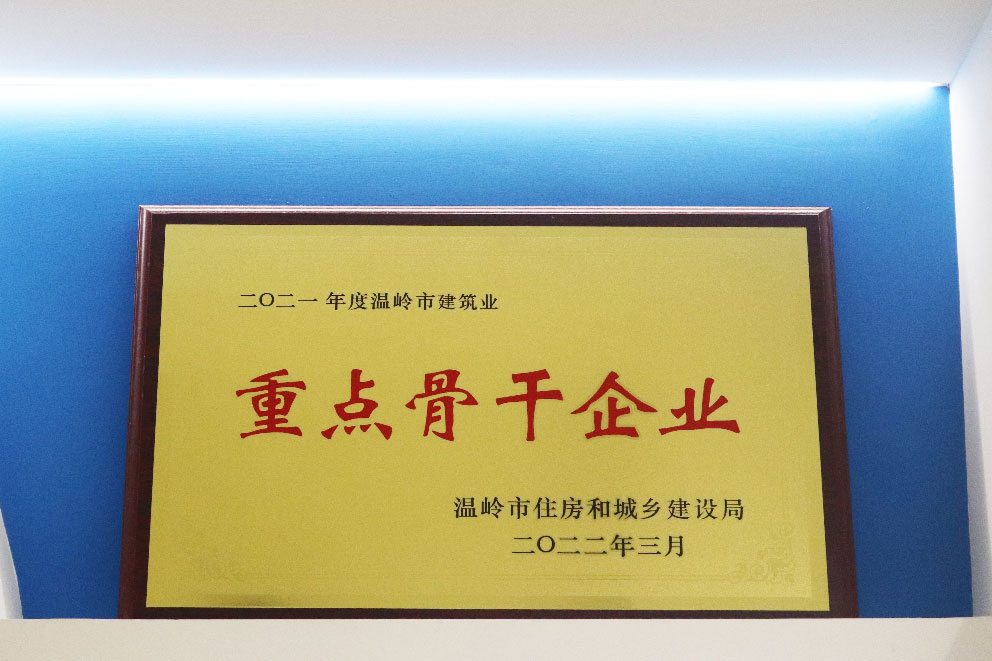 二〇二一年度温岭市建筑业
重点骨干企业
温岭市住房和城乡建设局
二〇二二年三月